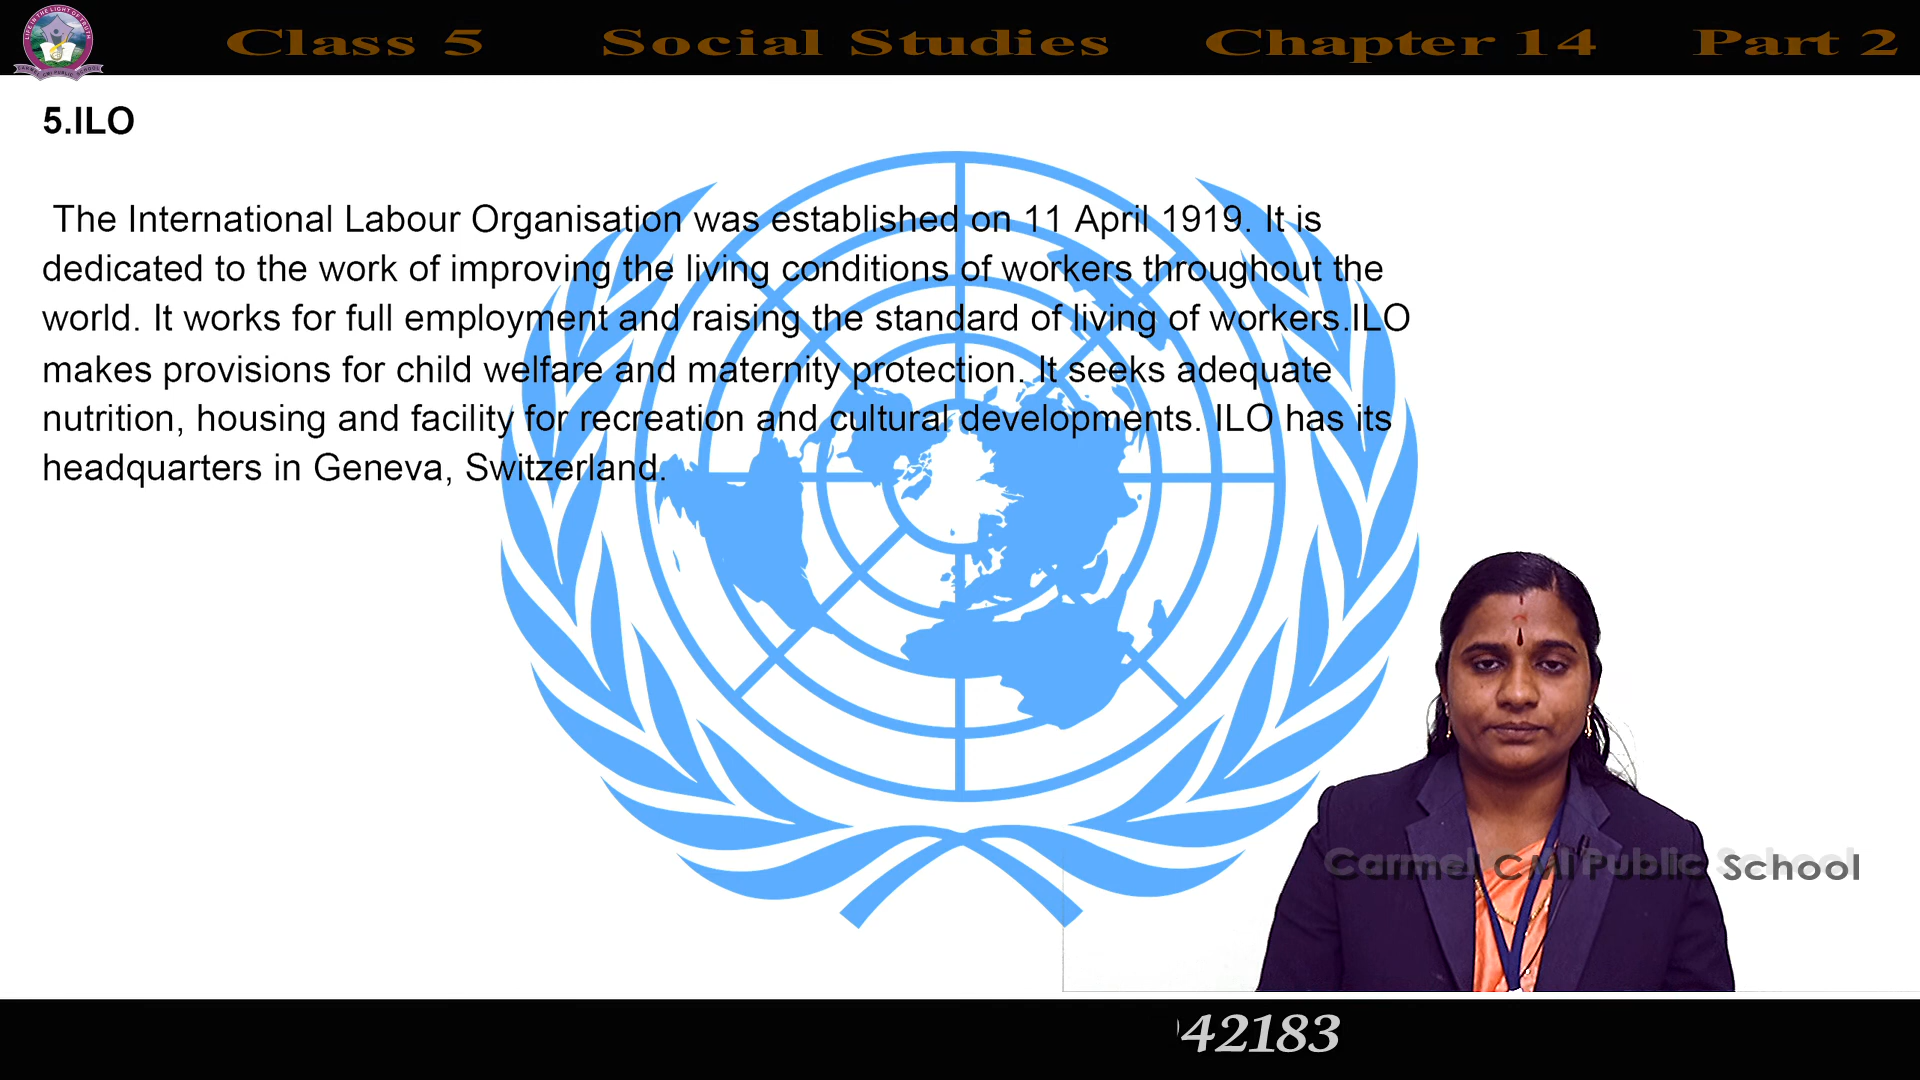 Class 5 Social Studies Chapter 14 Part 2
5.ILO
The International Labour Organisation was established on 11 April 1919. It is
dedicated to the work of improving the living conditions of workers throughout the
world. It works for full employment and raising the standard of living of workers.ILO
makes provisions for child welfare and maternity protection. It seeks adequate
nutrition, housing and facility for recreation and cultural developments. ILO has its
headquarters in Geneva, Switzerland.
Carmel CMI Public School
42183